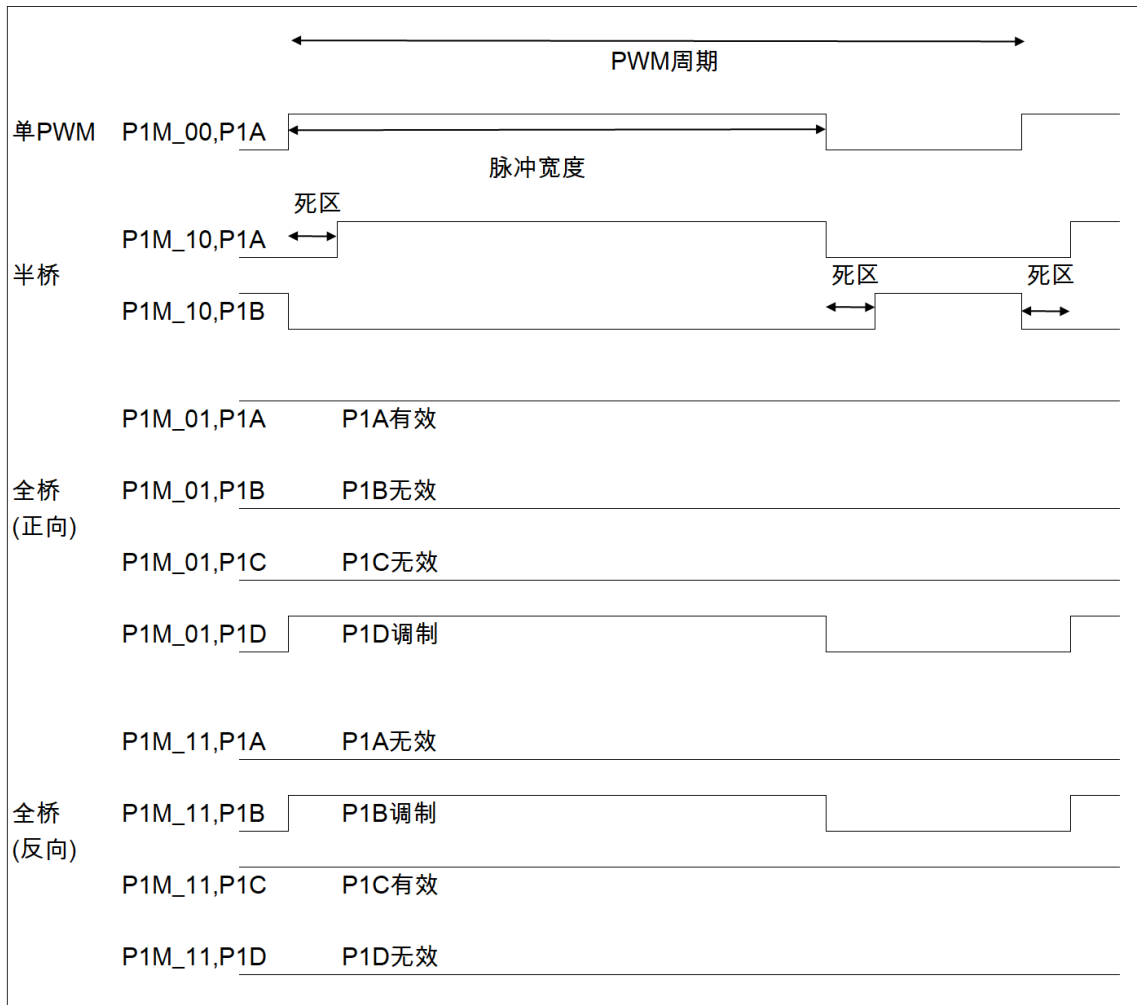 PWM周期
单PWM P1M_00,P1A
脉冲宽度
死区
P1M_10,P1A
半桥
死区 死区
P1M_10,P1B
P1M_01,P1A P1A有效
全桥 P1M_01,P1B P1B无效
(正向)
P1M_01,P1C P1C无效
P1M_01,P1D P1D调制
P1M_11,P1A P1A无效
全桥 P1M_11,P1B P1B调制
(反向)
P1M_11,P1C P1C有效
P1M_11,P1D P1D无效